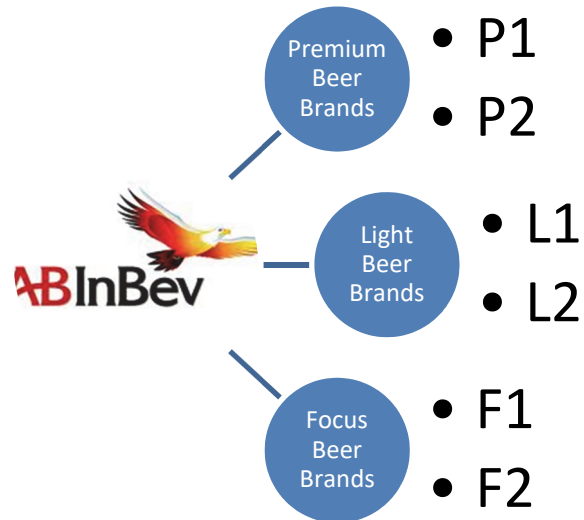 Premium
Beer
Brands
• P1
• P2
ABInBev
Light
Beer
Brands
• L1
• L2
Focus
Beer
Brands
• F1
• F2